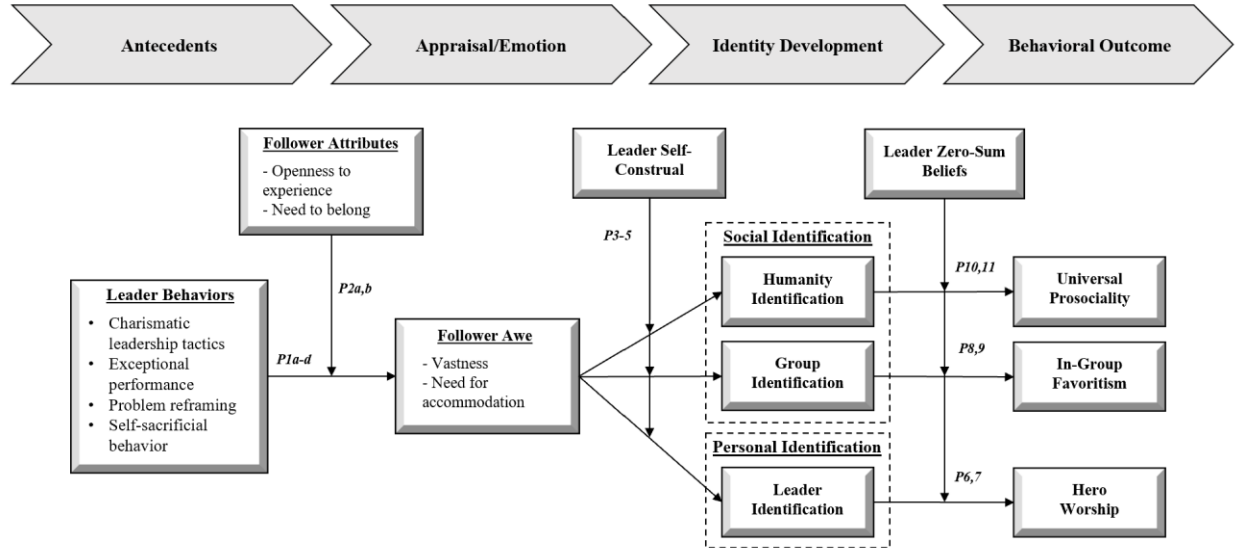 Antecedents
Appraisal/Emotion
Identity Development
Behavioral Outcome
Follower Attributes
- Openness to
experience
- Need to belong
Leader Self-
Construal
Leader Zero-Sum
Beliefs
P3-5
Social Identification
P10,11
Humanity
Identification
Universal
Prosociality
Leader Behaviors
• Charismatic
leadership tactics
• Exceptional
performance
• Problem reframing
• Self-sacrificial
behavior
P2a,b
P1a-d
Follower Awe
- Vastness
- Need for
accommodation
Group
Identification
P8,9
In-Group
Favoritism
Personal Identification
Leader
Identification
P6,7
Hero
Worship